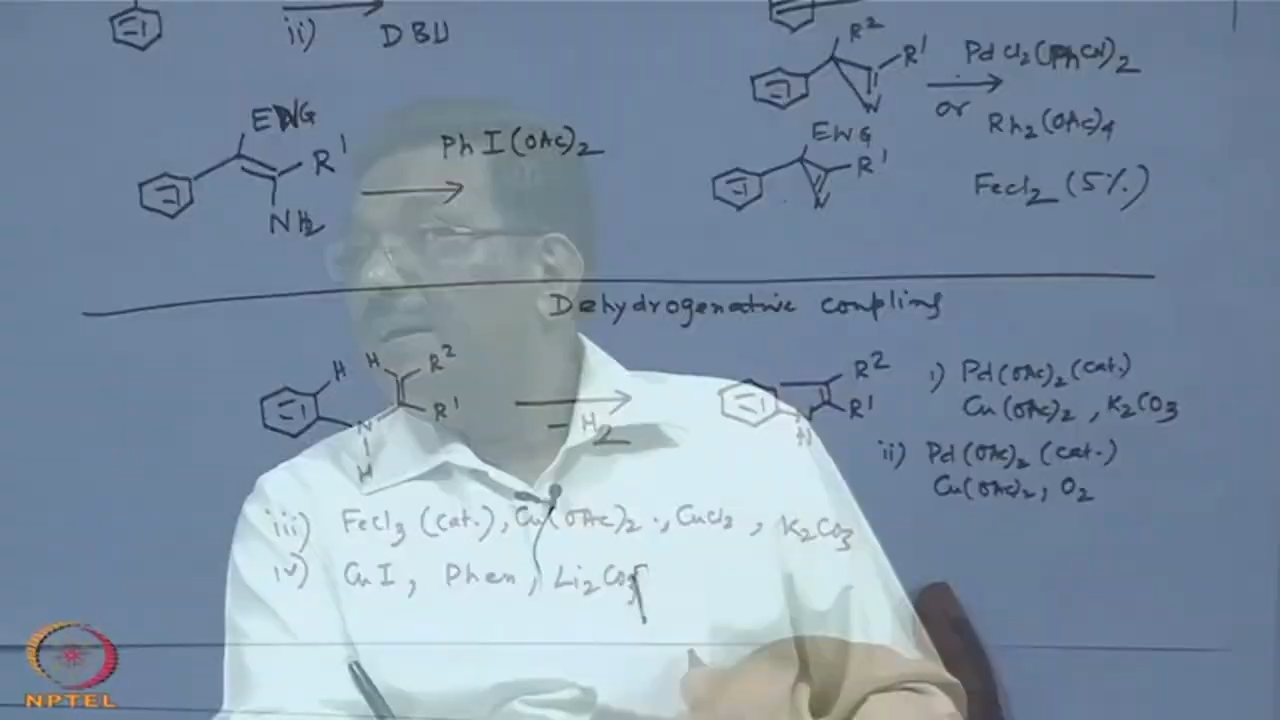 ii) DBU
R² R¹ N PdCl₂(PhCN)₂
or Rh₂(OAc)₄
EWG R¹ NH₂ PhI(OAc)₂
EWG R¹ N FeCl₂ (5%)
Dehydrogenative coupling
H H R² R¹ N H
- H₂
R² R¹ N H
i) Pd(OAc)₂ (cat.)
Cu(OAc)₂, K₂CO₃
ii) Pd(OAc)₂ (cat.)
Cu(OAc)₂, O₂
iii) FeCl₃ (cat.), Cu(OAc)₂ ., CuCl₂, K₂CO₃
iv) CuI, Phen, Li₂CO₃
NPTEL